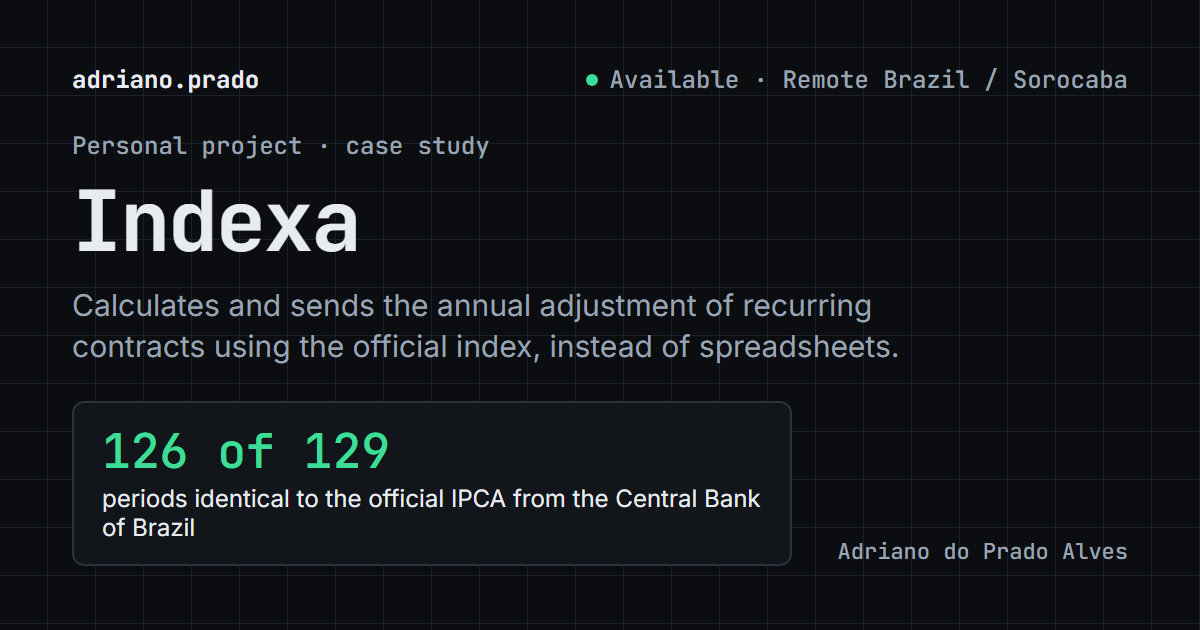 adriano.prado
Available · Remote Brazil / Sorocaba
Personal project · case study
Indexa
Calculates and sends the annual adjustment of recurring
contracts using the official index, instead of spreadsheets.
126 of 129
periods identical to the official IPCA from the Central Bank
of Brazil
Adriano do Prado Alves